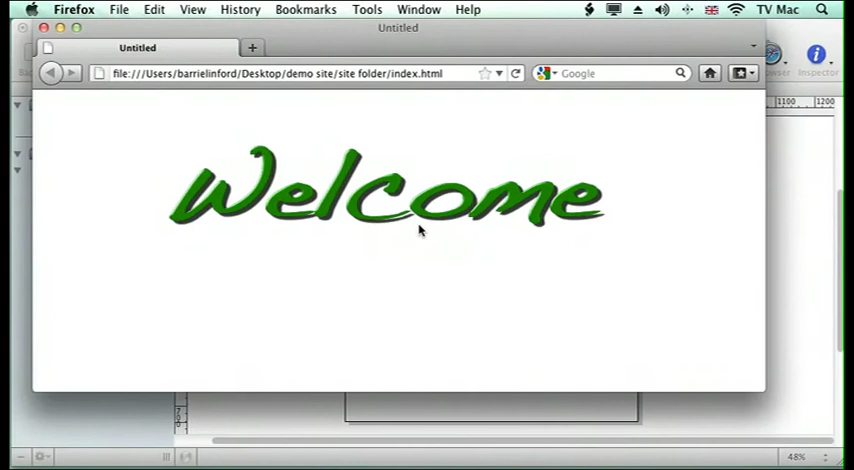 Firefox File Edit View History Bookmarks Tools Window Help TV Mac
Untitled
Untitled
file:///Users/barrielinford/Desktop/demo site/site folder/index.html Google
Inspector
1100 1200
Welcome
48%